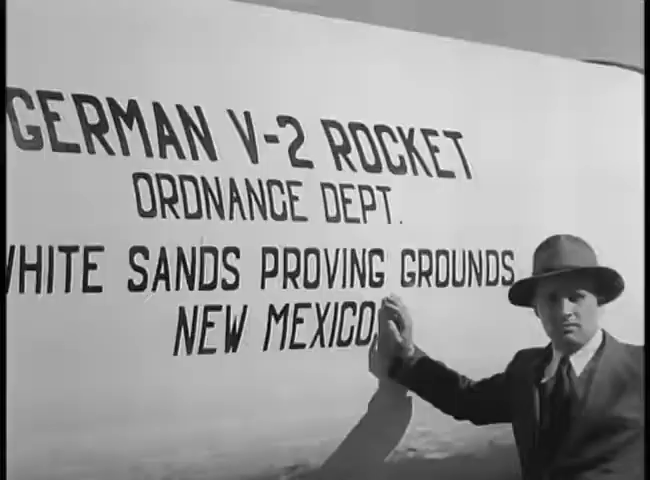 GERMAN V-2 ROCKET
ORDNANCE DEPT.
WHITE SANDS PROVING GROUNDS
NEW MEXICO